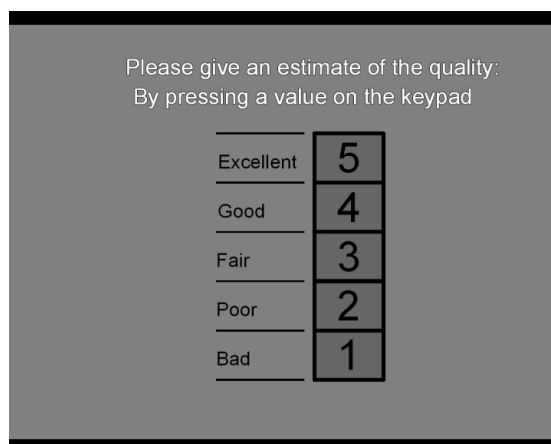 Please give an estimate of the quality:
By pressing a value on the keypad
Excellent 5
Good 4
Fair 3
Poor 2
Bad 1